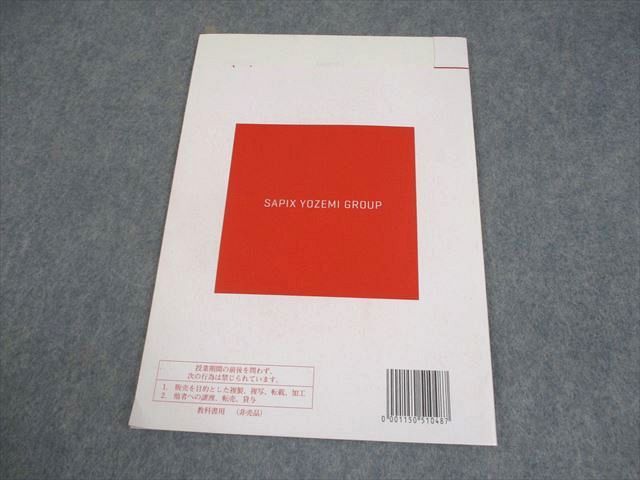 SAPIX YOZEMI GROUP
授業期間の前後を問わず、
次の行為は禁じられています。
1. 販売を目的とした複製、複写、転載、加工
2. 他者への譲渡、転売、貸与
教科書用 （非売品）
0 001150 510487